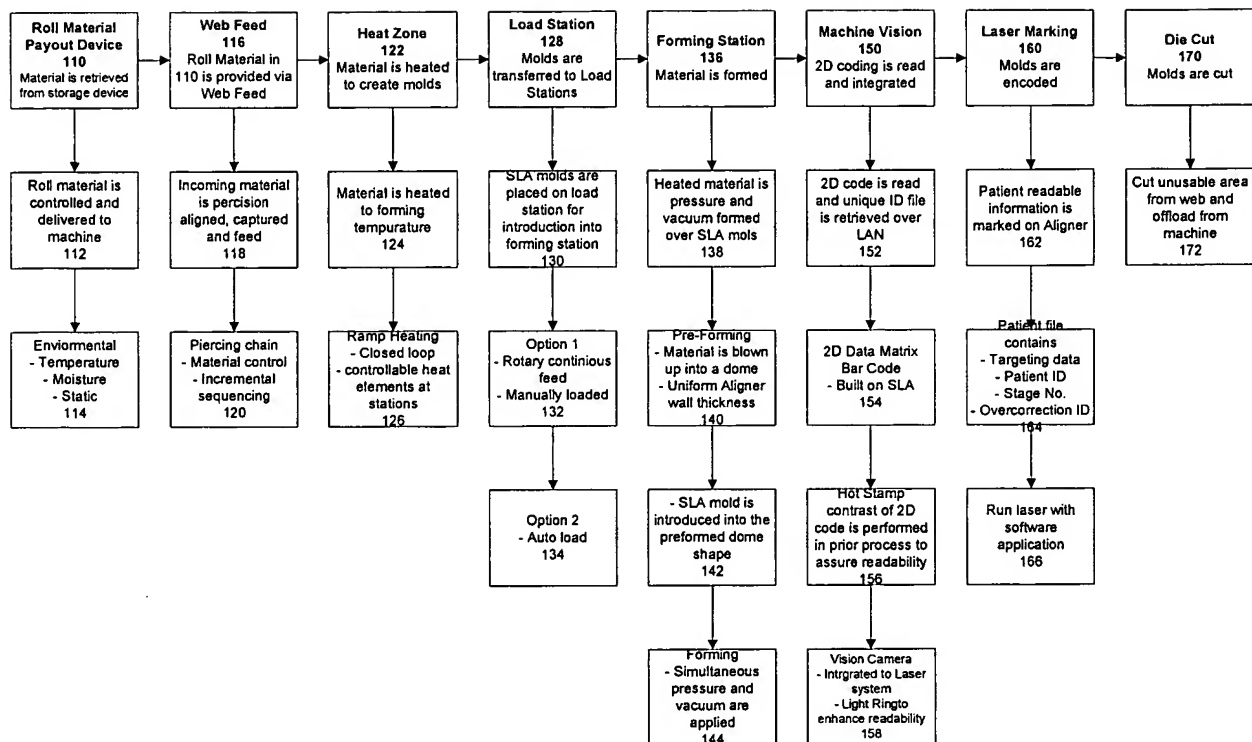 Roll Material
Payout Device
110
Material is retrieved
from storage device
Web Feed
116
Roll Material in
110 is provided via
Web Feed
Heat Zone
122
Material is heated
to create molds
Load Station
128
Molds are
transferred to Load
Stations
Forming Station
136
Material is formed
Machine Vision
150
2D coding is read
and integrated
Laser Marking
160
Molds are
encoded
Die Cut
170
Molds are cut
Roll material is
controlled and
delivered to
machine
112
Incoming material
is percision
aligned, captured
and feed
118
Material is heated
to forming
tempurature
124
SLA molds are
placed on load
station for
introduction into
forming station
130
Heated material is
pressure and
vacuum formed
over SLA mols
138
2D code is read
and unique ID file
is retrieved over
LAN
152
Patient readable
information is
marked on Aligner
162
Cut unusable area
from web and
offload from
machine
172
Enviormental
- Temperature
- Moisture
- Static
114
Piercing chain
- Material control
- Incremental
sequencing
120
Ramp Heating
- Closed loop
- controllable heat
elements at
stations
126
Option 1
- Rotary continious
feed
- Manually loaded
132
Pre-Forming
- Material is blown
up into a dome
- Uniform Aligner
wall thickness
140
2D Data Matrix
Bar Code
- Built on SLA
154
Patient file
contains
- Targeting data
- Patient ID
- Stage No.
- Overcorrection ID
164
Option 2
- Auto load
134
- SLA mold is
introduced into the
preformed dome
shape
142
Hot Stamp
contrast of 2D
code is performed
in prior process to
assure readability
156
Run laser with
software
application
166
Forming
- Simultaneous
pressure and
vacuum are
applied
144
Vision Camera
- Intrgrated to Laser
system
- Light Ringto
enhance readability
158